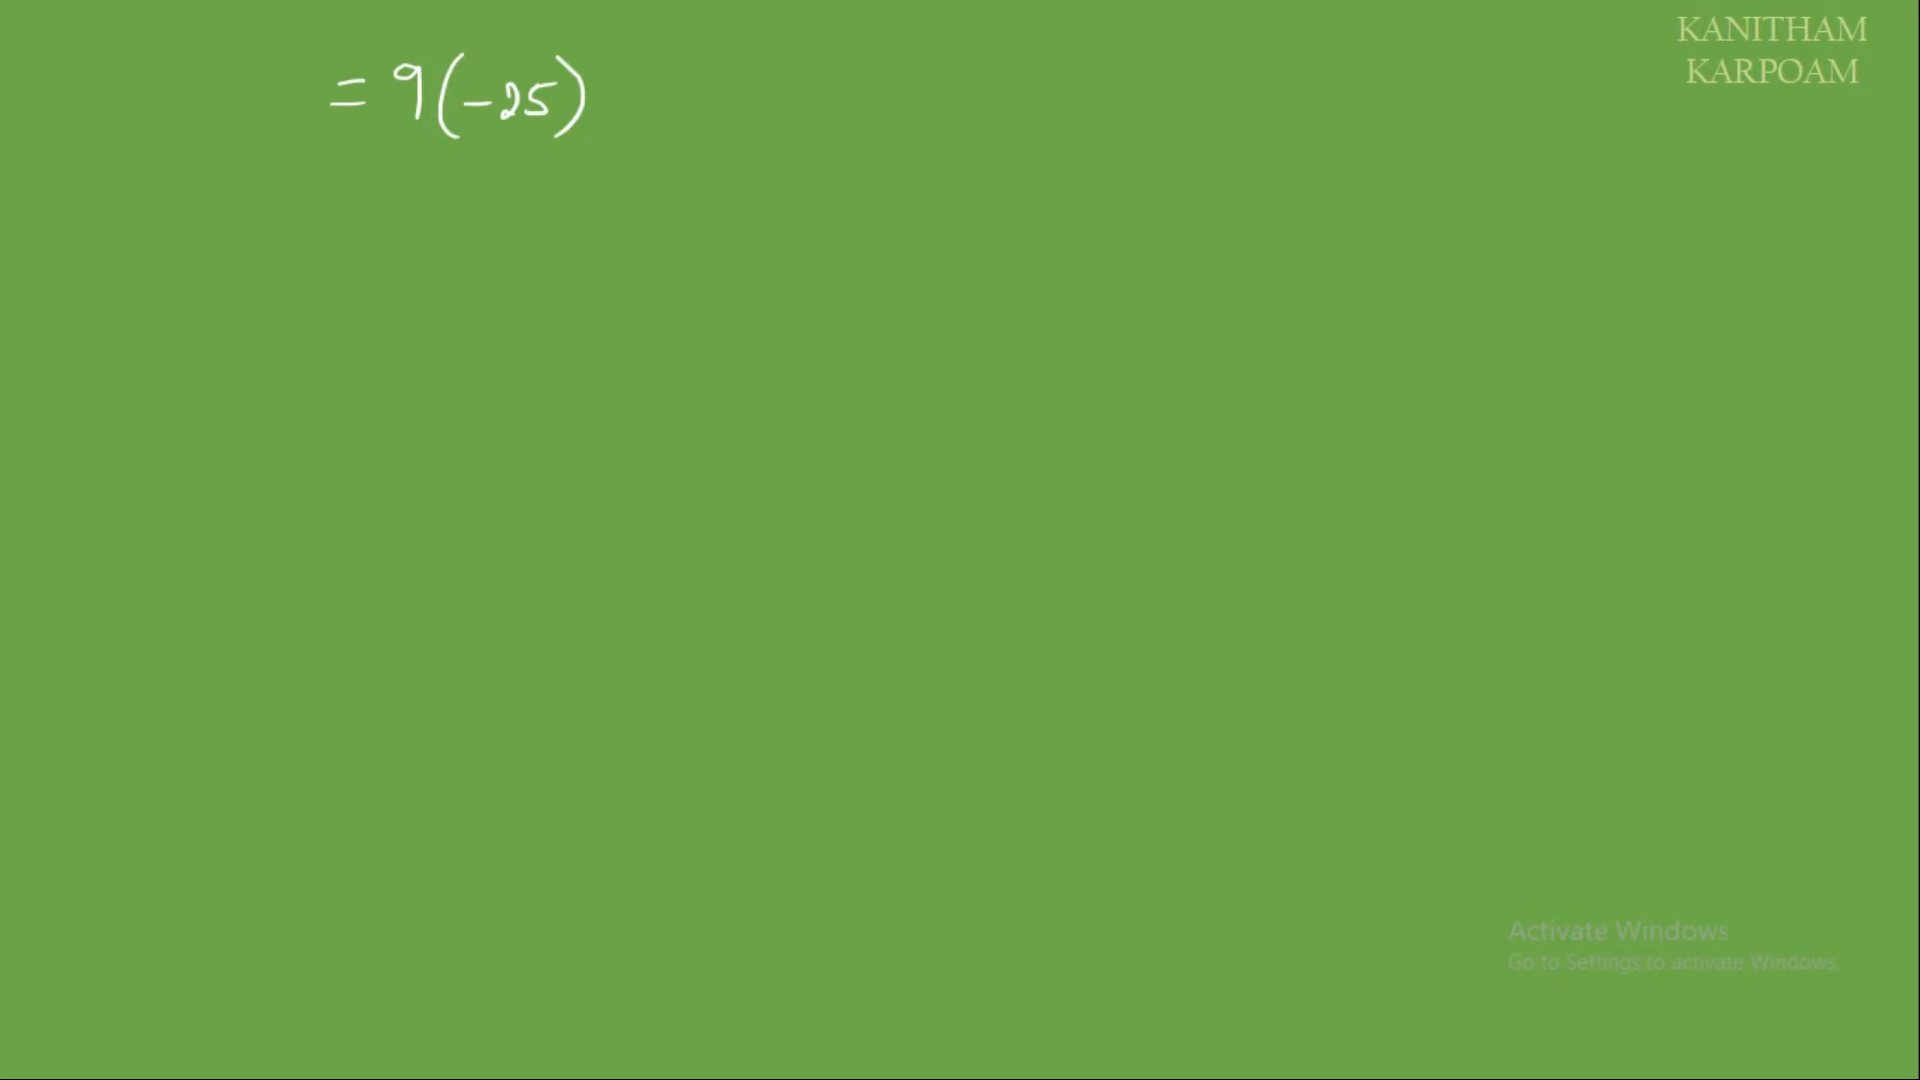 = 9(-25)
KANITHAM
KARPOAM
Activate Windows
Go to Settings to activate Windows.